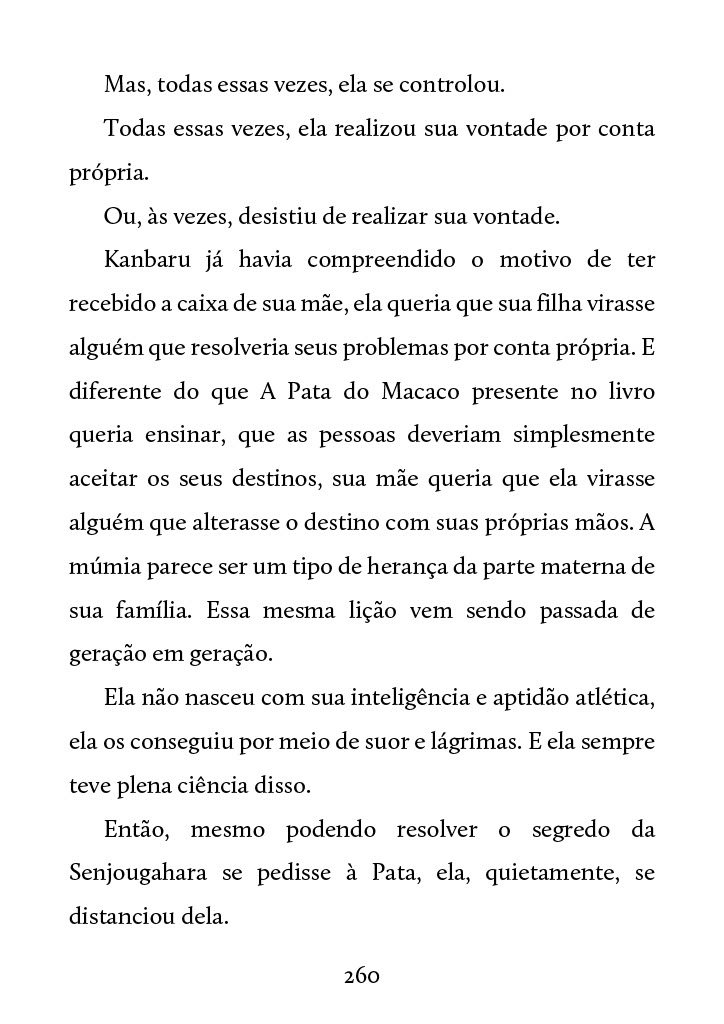 Mas, todas essas vezes, ela se controlou.
Todas essas vezes, ela realizou sua vontade por conta
própria.
Ou, às vezes, desistiu de realizar sua vontade.
Kanbaru já havia compreendido o motivo de ter
recebido a caixa de sua mãe, ela queria que sua filha virasse
alguém que resolveria seus problemas por conta própria. E
diferente do que A Pata do Macaco presente no livro
queria ensinar, que as pessoas deveriam simplesmente
aceitar os seus destinos, sua mãe queria que ela virasse
alguém que alterasse o destino com suas próprias mãos. A
múmia parece ser um tipo de herança da parte materna de
sua família. Essa mesma lição vem sendo passada de
geração em geração.
Ela não nasceu com sua inteligência e aptidão atlética,
ela os conseguiu por meio de suor e lágrimas. E ela sempre
teve plena ciência disso.
Então, mesmo podendo resolver o segredo da
Senjougahara se pedisse à Pata, ela, quietamente, se
distanciou dela.
260